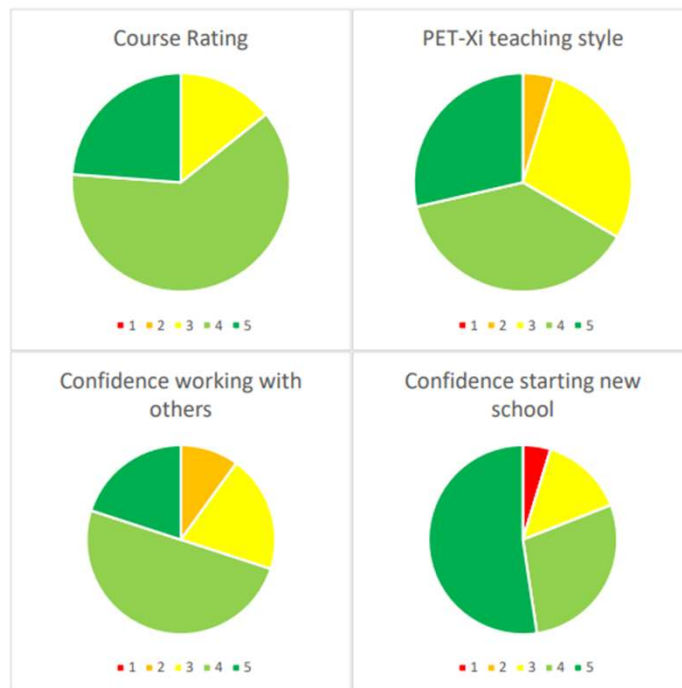 Course Rating
1 2 3 4 5
PET-Xi teaching style
1 2 3 4 5
Confidence working with
others
1 2 3 4 5
Confidence starting new
school
1 2 3 4 5